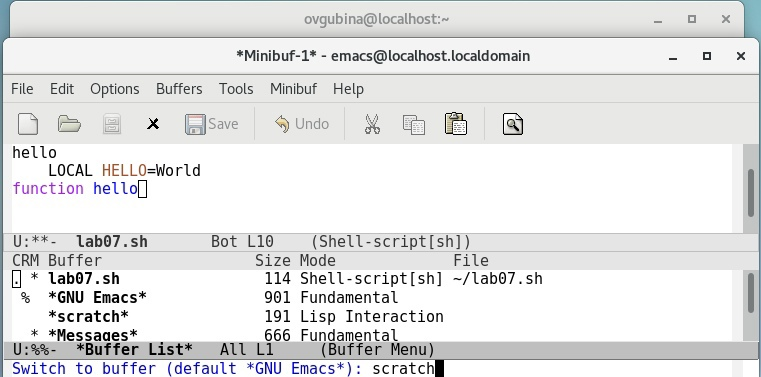 ovgubina@localhost:~
*Minibuf-1* - emacs@localhost.localdomain
File Edit Options Buffers Tools Minibuf Help
Save Undo
hello
    LOCAL HELLO=World
function hello
U:**-  lab07.sh       Bot L10    (Shell-script[sh])
CRM Buffer                 Size Mode             File
. * lab07.sh                114 Shell-script[sh] ~/lab07.sh
 %  *GNU Emacs*             901 Fundamental
    *scratch*               191 Lisp Interaction
  * *Messages*              666 Fundamental
U:%%-  *Buffer List*   All L1     (Buffer Menu)
Switch to buffer (default *GNU Emacs*): scratch